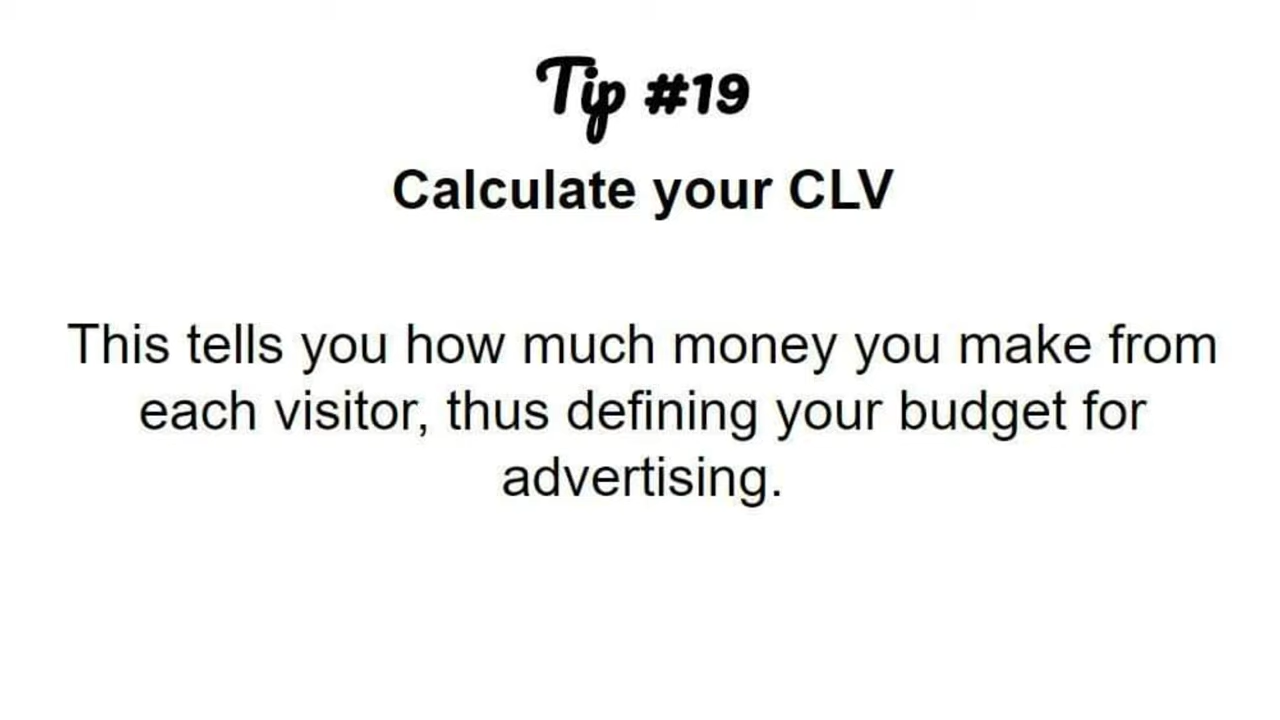 Tip #19
Calculate your CLV
This tells you how much money you make from
each visitor, thus defining your budget for
advertising.